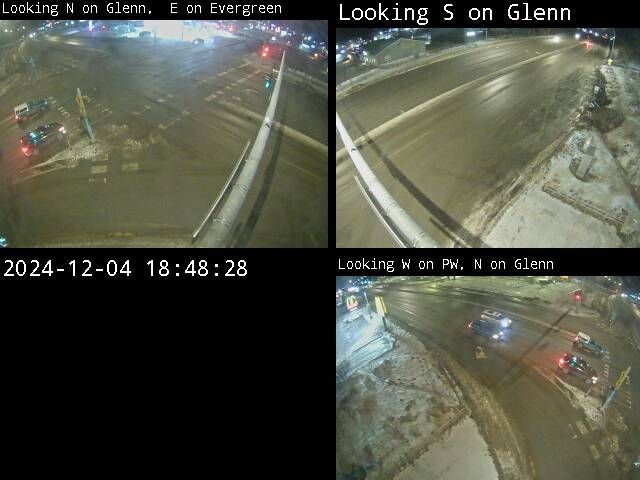 Looking N on Glenn,  E on Evergreen
Looking S on Glenn
2024-12-04 18:48:28
Looking W on PW, N on Glenn